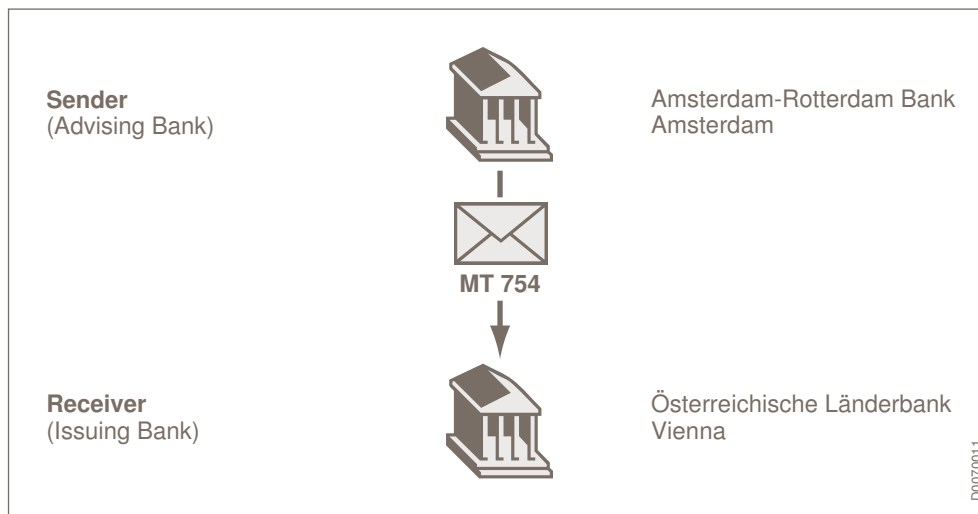 Sender
(Advising Bank)
Amsterdam-Rotterdam Bank
Amsterdam
MT 754
Receiver
(Issuing Bank)
Österreichische Länderbank
Vienna
D0070011